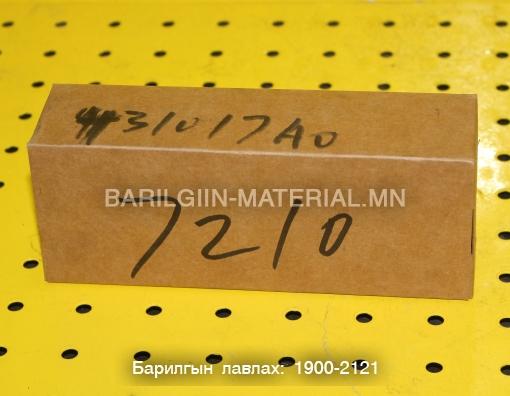 #31017A0
BARILGIIN-MATERIAL.MN
7210
Барилгын лавлах: 1900-2121